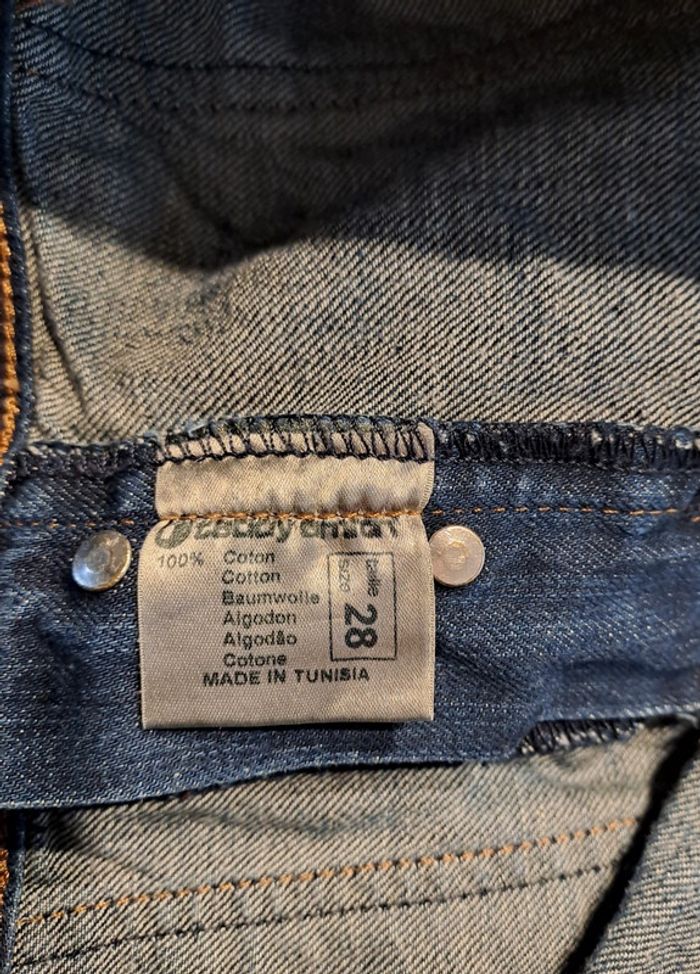 teddy smith
100% Coton
Cotton
Baumwolle
Algodon
Algodão
Cotone
MADE IN TUNISIA
taille
size
28